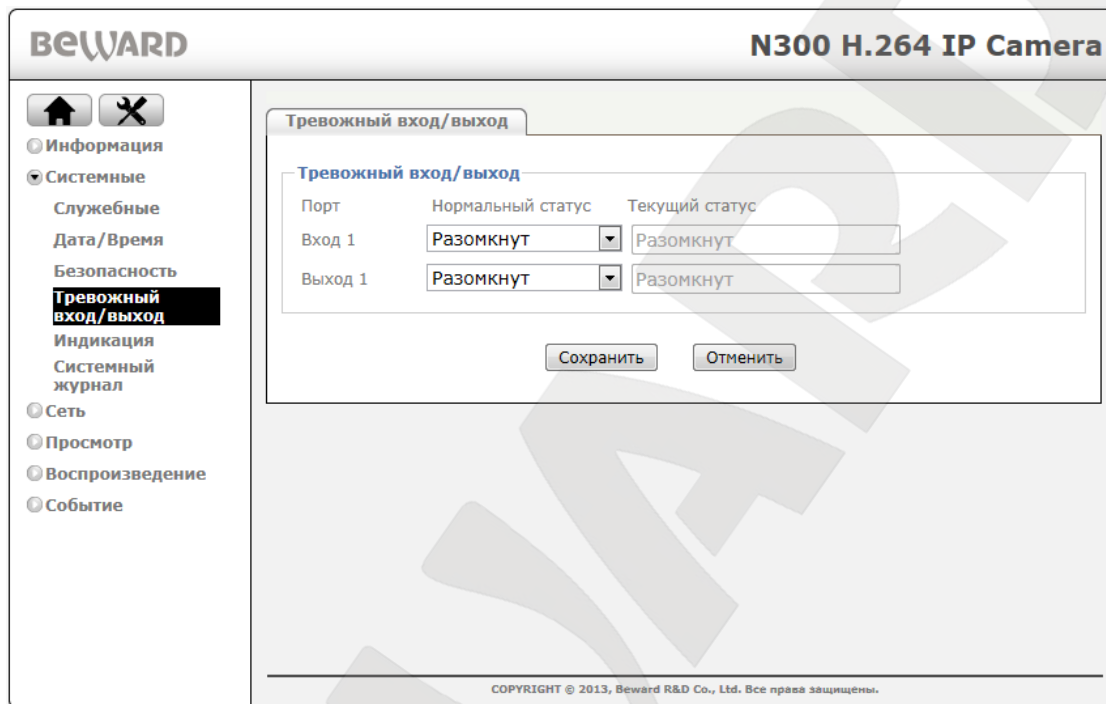 BEWARD
N300 H.264 IP Camera
Информация
Системные
Служебные
Дата/Время
Безопасность
Тревожный
вход/выход
Индикация
Системный
журнал
Сеть
Просмотр
Воспроизведение
Событие
Тревожный вход/выход
Тревожный вход/выход
Порт Нормальный статус Текущий статус
Вход 1 Разомкнут Разомкнут
Выход 1 Разомкнут Разомкнут
Сохранить Отменить
COPYRIGHT © 2013, Beward R&D Co., Ltd. Все права защищены.